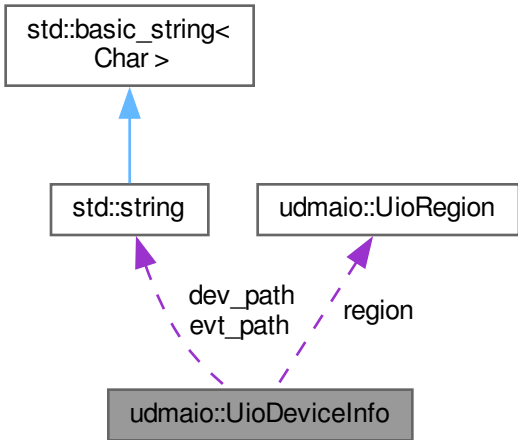 std::basic_string<
Char >
std::string
udmaio::UioRegion
dev_path
evt_path
region
udmaio::UioDeviceInfo